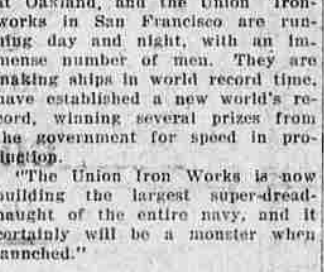 at Oakland, and the Union Iron-
works in San Francisco are run-
ning day and night, with an im-
mense number of men. They are
making ships in world record time,
have established a new world's re-
cord, winning several prizes from
the government for speed in pro-
duction.
"The Union Iron Works is now
building the largest super-dread-
naught of the entire navy, and it
certainly will be a monster when
launched."